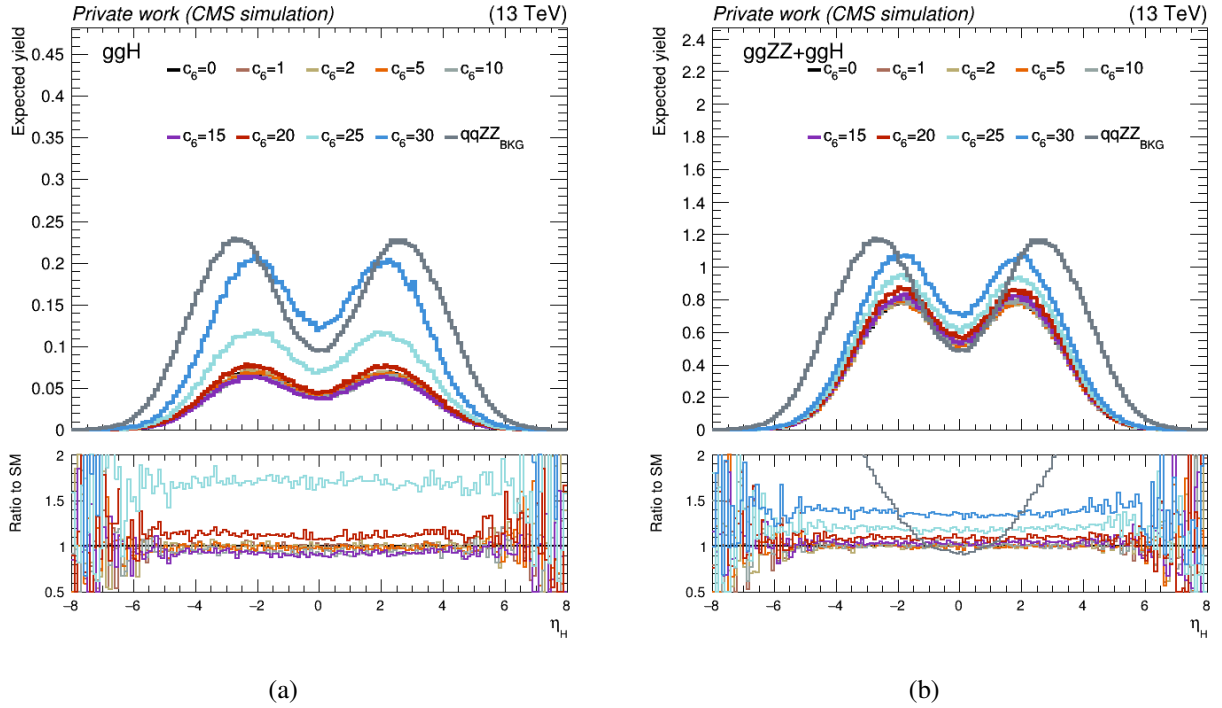 Private work (CMS simulation) (13 TeV)
Expected yield
ggH
c6=0 c6=1 c6=2 c6=5 c6=10
c6=15 c6=20 c6=25 c6=30 qqZZBKG
0.45
0.4
0.35
0.3
0.25
0.2
0.15
0.1
0.05
0
Ratio to SM
2
1.5
1
0.5
−8 −6 −4 −2 0 2 4 6 8
ηH
(a)
Private work (CMS simulation) (13 TeV)
Expected yield
ggZZ+ggH
c6=0 c6=1 c6=2 c6=5 c6=10
c6=15 c6=20 c6=25 c6=30 qqZZBKG
2.4
2.2
2
1.8
1.6
1.4
1.2
1
0.8
0.6
0.4
0.2
0
Ratio to SM
2
1.5
1
0.5
−8 −6 −4 −2 0 2 4 6 8
ηH
(b)